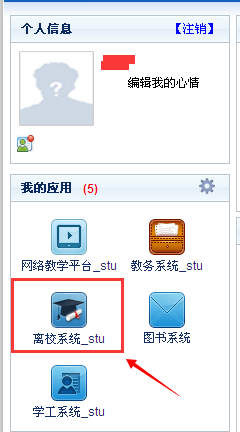 个人信息 【注销】
编辑我的心情
我的应用 (5)
网络教学平台_stu 教务系统_stu
离校系统_stu 图书系统
学工系统_stu